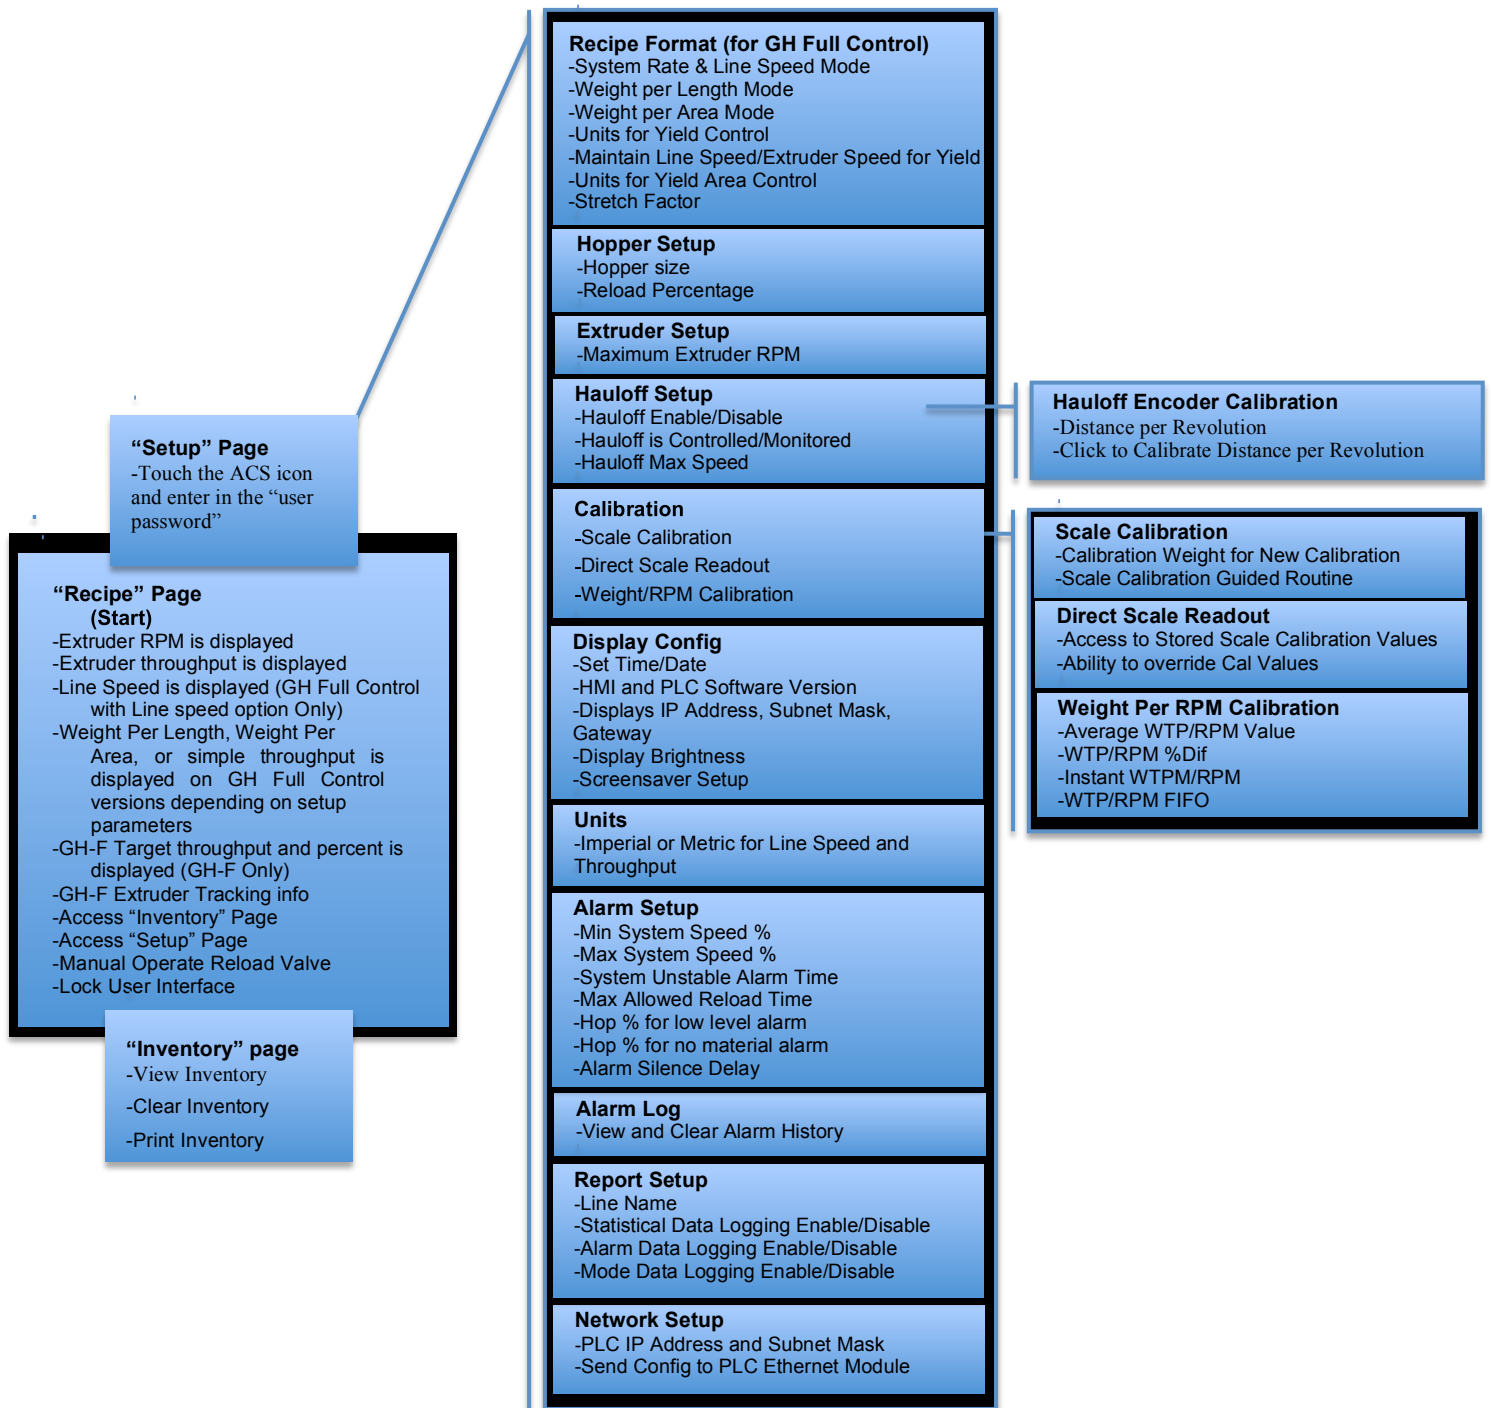 “Setup” Page
-Touch the ACS icon
and enter in the “user
password”
“Recipe” Page
(Start)
-Extruder RPM is displayed
-Extruder throughput is displayed
-Line Speed is displayed (GH Full Control
with Line speed option Only)
-Weight Per Length, Weight Per
Area, or simple throughput is
displayed on GH Full Control
versions depending on setup
parameters
-GH-F Target throughput and percent is
displayed (GH-F Only)
-GH-F Extruder Tracking info
-Access “Inventory” Page
-Access “Setup” Page
-Manual Operate Reload Valve
-Lock User Interface
“Inventory” page
-View Inventory
-Clear Inventory
-Print Inventory
Recipe Format (for GH Full Control)
-System Rate & Line Speed Mode
-Weight per Length Mode
-Weight per Area Mode
-Units for Yield Control
-Maintain Line Speed/Extruder Speed for Yield
-Units for Yield Area Control
-Stretch Factor
Hopper Setup
-Hopper size
-Reload Percentage
Extruder Setup
-Maximum Extruder RPM
Hauloff Setup
-Hauloff Enable/Disable
-Hauloff is Controlled/Monitored
-Hauloff Max Speed
Calibration
-Scale Calibration
-Direct Scale Readout
-Weight/RPM Calibration
Display Config
-Set Time/Date
-HMI and PLC Software Version
-Displays IP Address, Subnet Mask,
Gateway
-Display Brightness
-Screensaver Setup
Units
-Imperial or Metric for Line Speed and
Throughput
Alarm Setup
-Min System Speed %
-Max System Speed %
-System Unstable Alarm Time
-Max Allowed Reload Time
-Hop % for low level alarm
-Hop % for no material alarm
-Alarm Silence Delay
Alarm Log
-View and Clear Alarm History
Report Setup
-Line Name
-Statistical Data Logging Enable/Disable
-Alarm Data Logging Enable/Disable
-Mode Data Logging Enable/Disable
Network Setup
-PLC IP Address and Subnet Mask
-Send Config to PLC Ethernet Module
Hauloff Encoder Calibration
-Distance per Revolution
-Click to Calibrate Distance per Revolution
Scale Calibration
-Calibration Weight for New Calibration
-Scale Calibration Guided Routine
Direct Scale Readout
-Access to Stored Scale Calibration Values
-Ability to override Cal Values
Weight Per RPM Calibration
-Average WTP/RPM Value
-WTP/RPM %Dif
-Instant WTPM/RPM
-WTP/RPM FIFO